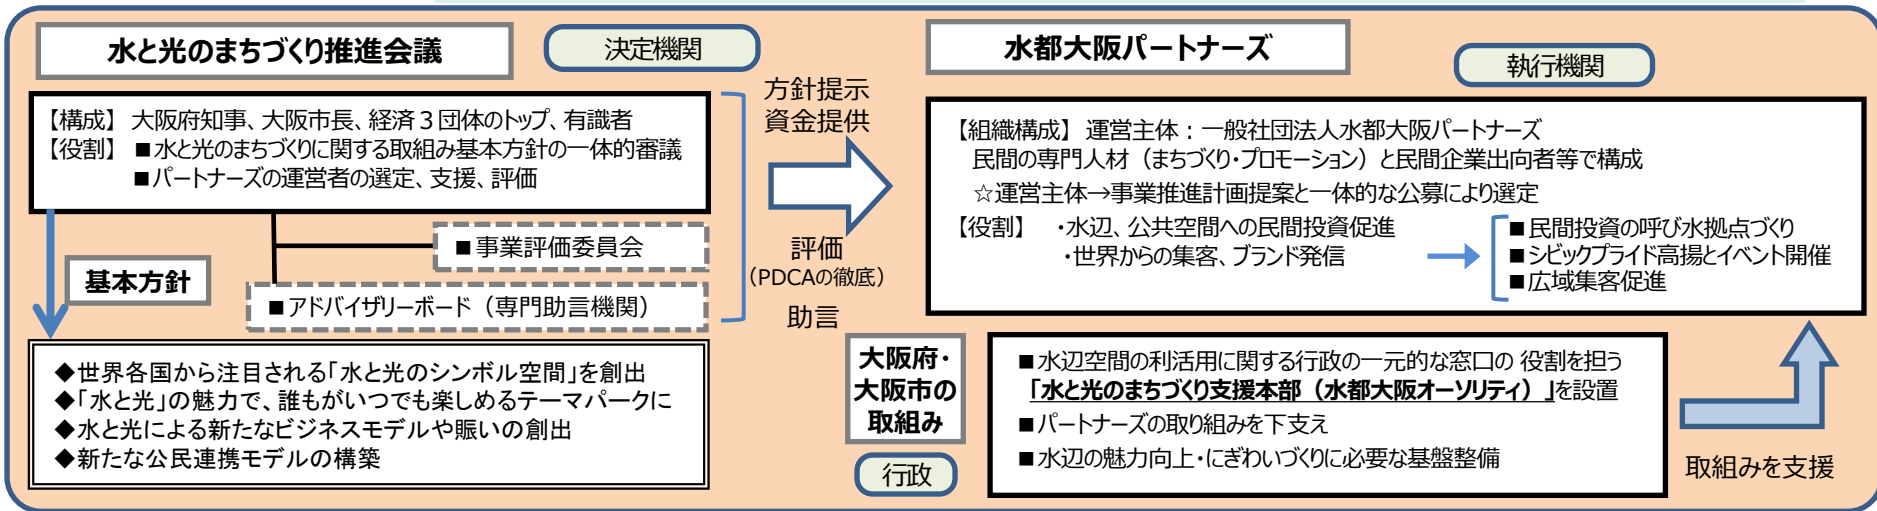 水と光のまちづくり推進会議
決定機関
【構成】 大阪府知事、大阪市長、経済3団体のトップ、有識者
【役割】 ■水と光のまちづくりに関する取組み基本方針の一体的審議
■パートナーズの運営者の選定、支援、評価
■事業評価委員会
■アドバイザリーボード（専門助言機関）
基本方針
◆世界各国から注目される「水と光のシンボル空間」を創出
◆「水と光」の魅力で、誰もがいつでも楽しめるテーマパークに
◆水と光による新たなビジネスモデルや賑いの創出
◆新たな公民連携モデルの構築
方針提示
資金提供
評価
(PDCAの徹底)
助言
水都大阪パートナーズ
執行機関
【組織構成】 運営主体：一般社団法人水都大阪パートナーズ
民間の専門人材（まちづくり・プロモーション）と民間企業出向者等で構成
☆運営主体→事業推進計画提案と一体的な公募により選定
【役割】 ・水辺、公共空間への民間投資促進
・世界からの集客、ブランド発信
■民間投資の呼び水拠点づくり
■シビックプライド高揚とイベント開催
■広域集客促進
大阪府・
大阪市の
取組み
行政
■水辺空間の利活用に関する行政の一元的な窓口の 役割を担う
「水と光のまちづくり支援本部（水都大阪オーソリティ）」を設置
■パートナーズの取り組みを下支え
■水辺の魅力向上・にぎわいづくりに必要な基盤整備
取組みを支援